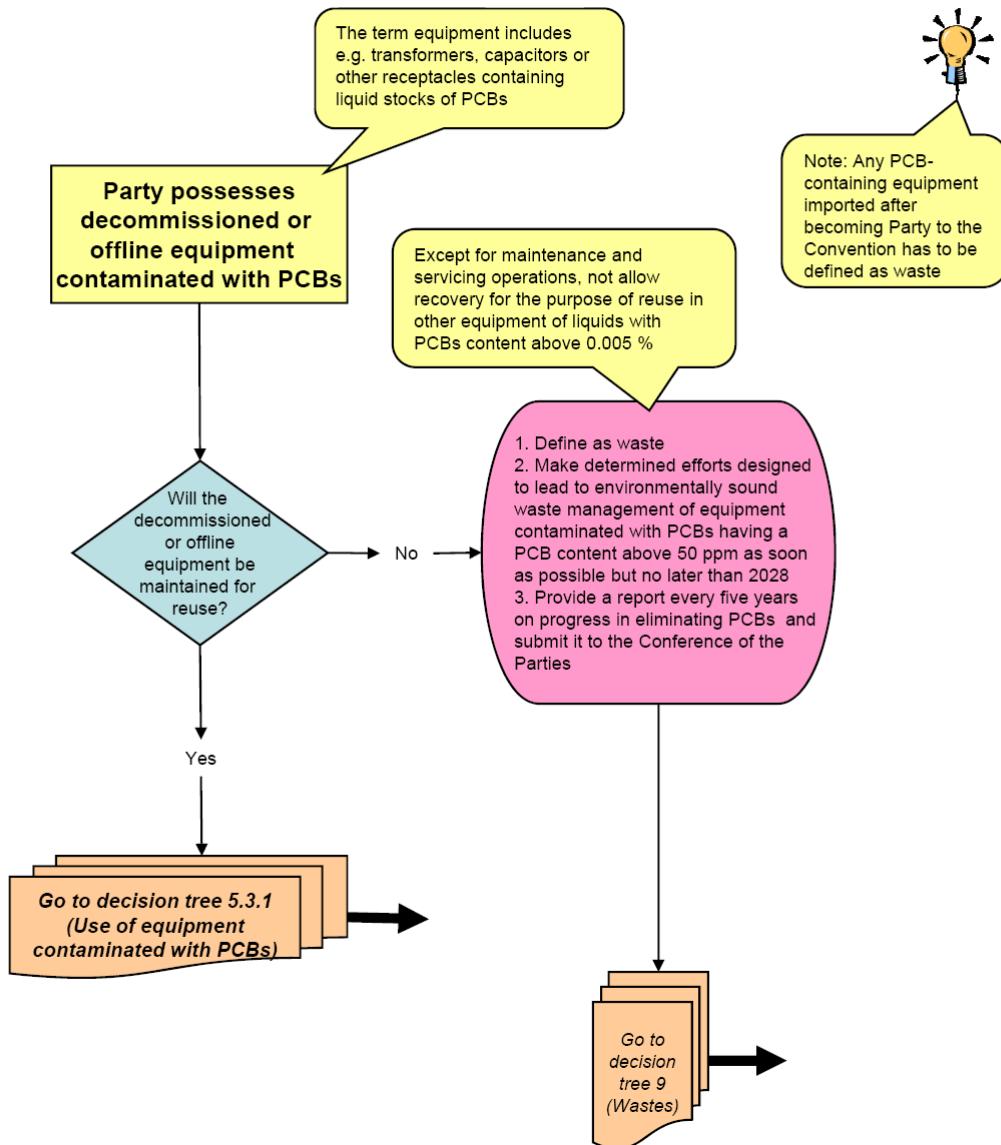 The term equipment includes
e.g. transformers, capacitors or
other receptacles containing
liquid stocks of PCBs
Party possesses
decommissioned or
offline equipment
contaminated with PCBs
Note: Any PCB-
containing equipment
imported after
becoming Party to the
Convention has to be
defined as waste
Except for maintenance and
servicing operations, not allow
recovery for the purpose of reuse in
other equipment of liquids with
PCBs content above 0.005 %
1. Define as waste
2. Make determined efforts designed
to lead to environmentally sound
waste management of equipment
contaminated with PCBs having a
PCB content above 50 ppm as soon
as possible but no later than 2028
3. Provide a report every five years
on progress in eliminating PCBs and
submit it to the Conference of the
Parties
Will the
decommissioned
or offline
equipment be
maintained for
reuse?
No
Yes
Go to decision tree 5.3.1
(Use of equipment
contaminated with PCBs)
Go to
decision
tree 9
(Wastes)